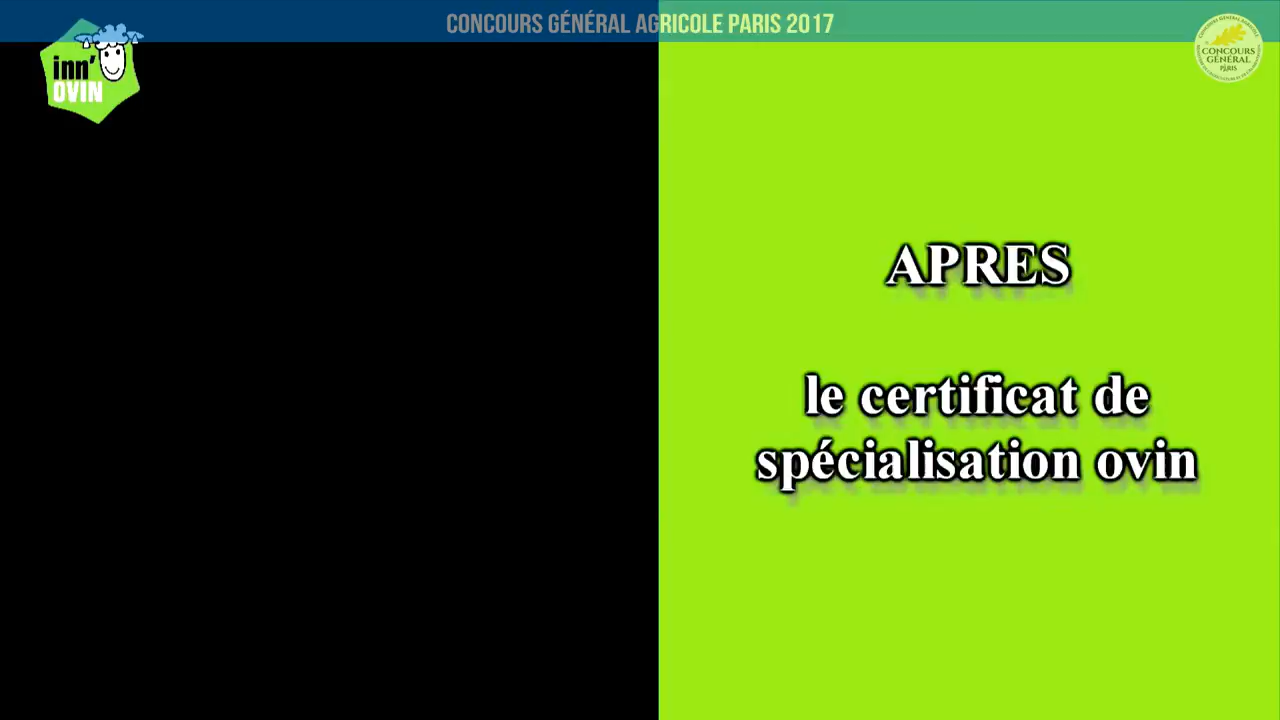 CONCOURS GÉNÉRAL AGRICOLE PARIS 2017
inn'
OVIN
CONCOURS
GÉNÉRAL
PARIS
APRES
le certificat de
spécialisation ovin